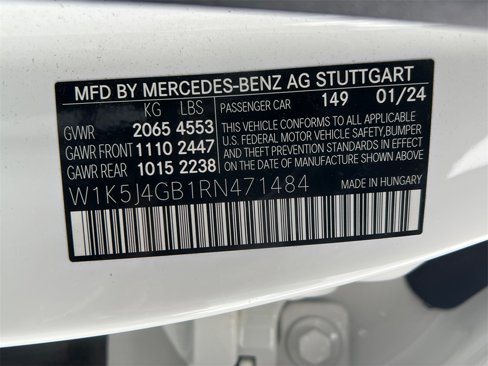 MFD BY MERCEDES-BENZ AG STUTTGART
KG LBS PASSENGER CAR 149 01/24
GVWR 2065 4553
GAWR FRONT 1110 2447
GAWR REAR 1015 2238
THIS VEHICLE CONFORMS TO ALL APPLICABLE
U.S. FEDERAL MOTOR VEHICLE SAFETY, BUMPER
AND THEFT PREVENTION STANDARDS IN EFFECT
ON THE DATE OF MANUFACTURE SHOWN ABOVE
W1K5J4GB1RN471484 MADE IN HUNGARY